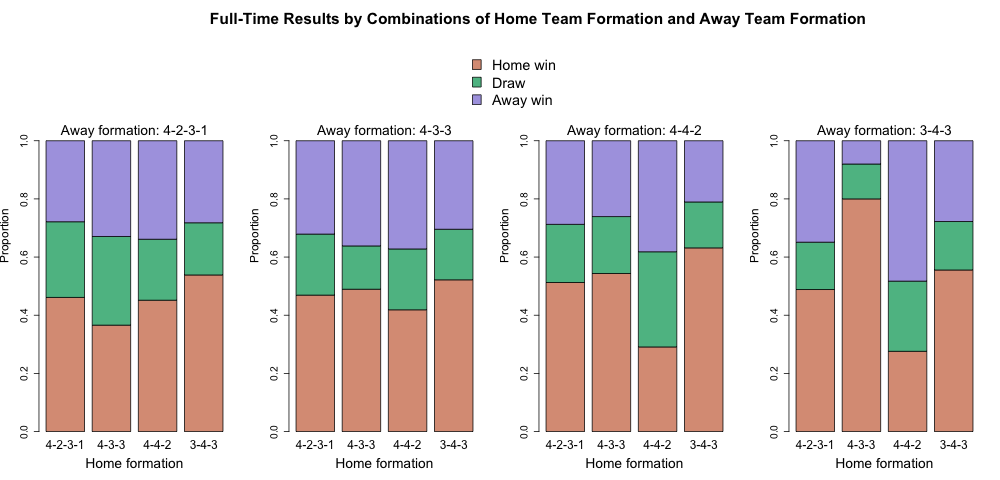 Full-Time Results by Combinations of Home Team Formation and Away Team Formation
Home win
Draw
Away win
Away formation: 4-2-3-1
Proportion
0.0
0.2
0.4
0.6
0.8
1.0
4-2-3-1 4-3-3 4-4-2 3-4-3
Home formation
Away formation: 4-3-3
Proportion
0.0
0.2
0.4
0.6
0.8
1.0
4-2-3-1 4-3-3 4-4-2 3-4-3
Home formation
Away formation: 4-4-2
Proportion
0.0
0.2
0.4
0.6
0.8
1.0
4-2-3-1 4-3-3 4-4-2 3-4-3
Home formation
Away formation: 3-4-3
Proportion
0.0
0.2
0.4
0.6
0.8
1.0
4-2-3-1 4-3-3 4-4-2 3-4-3
Home formation